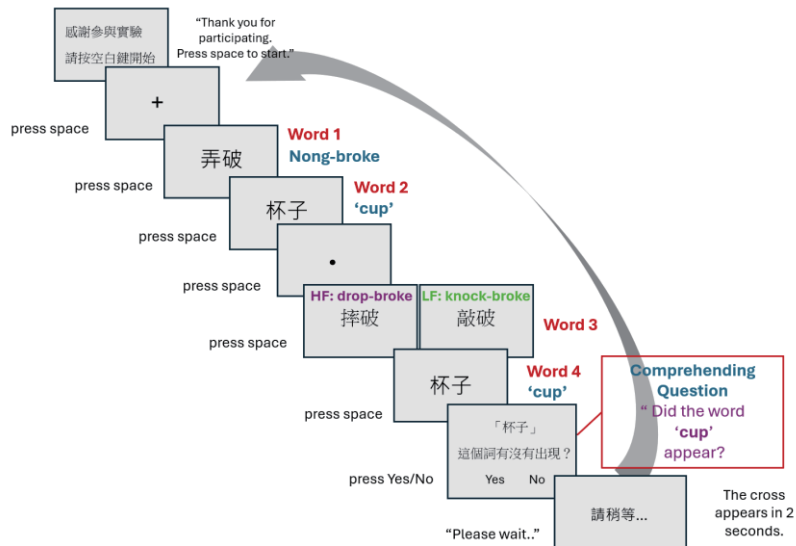 感謝參與實驗
請按空白鍵開始
“Thank you for
participating.
Press space to start.”
+
press space
弄破
Word 1
Nong-broke
press space
杯子
Word 2
‘cup’
press space
•
press space
HF: drop-broke
摔破
LF: knock-broke
敲破
Word 3
press space
杯子
Word 4
‘cup’
press space
「杯子」
這個詞有沒有出現？
Yes No
press Yes/No
Comprehending
Question
“ Did the word
‘cup’
appear?
請稍等...
“Please wait..”
The cross
appears in 2
seconds.